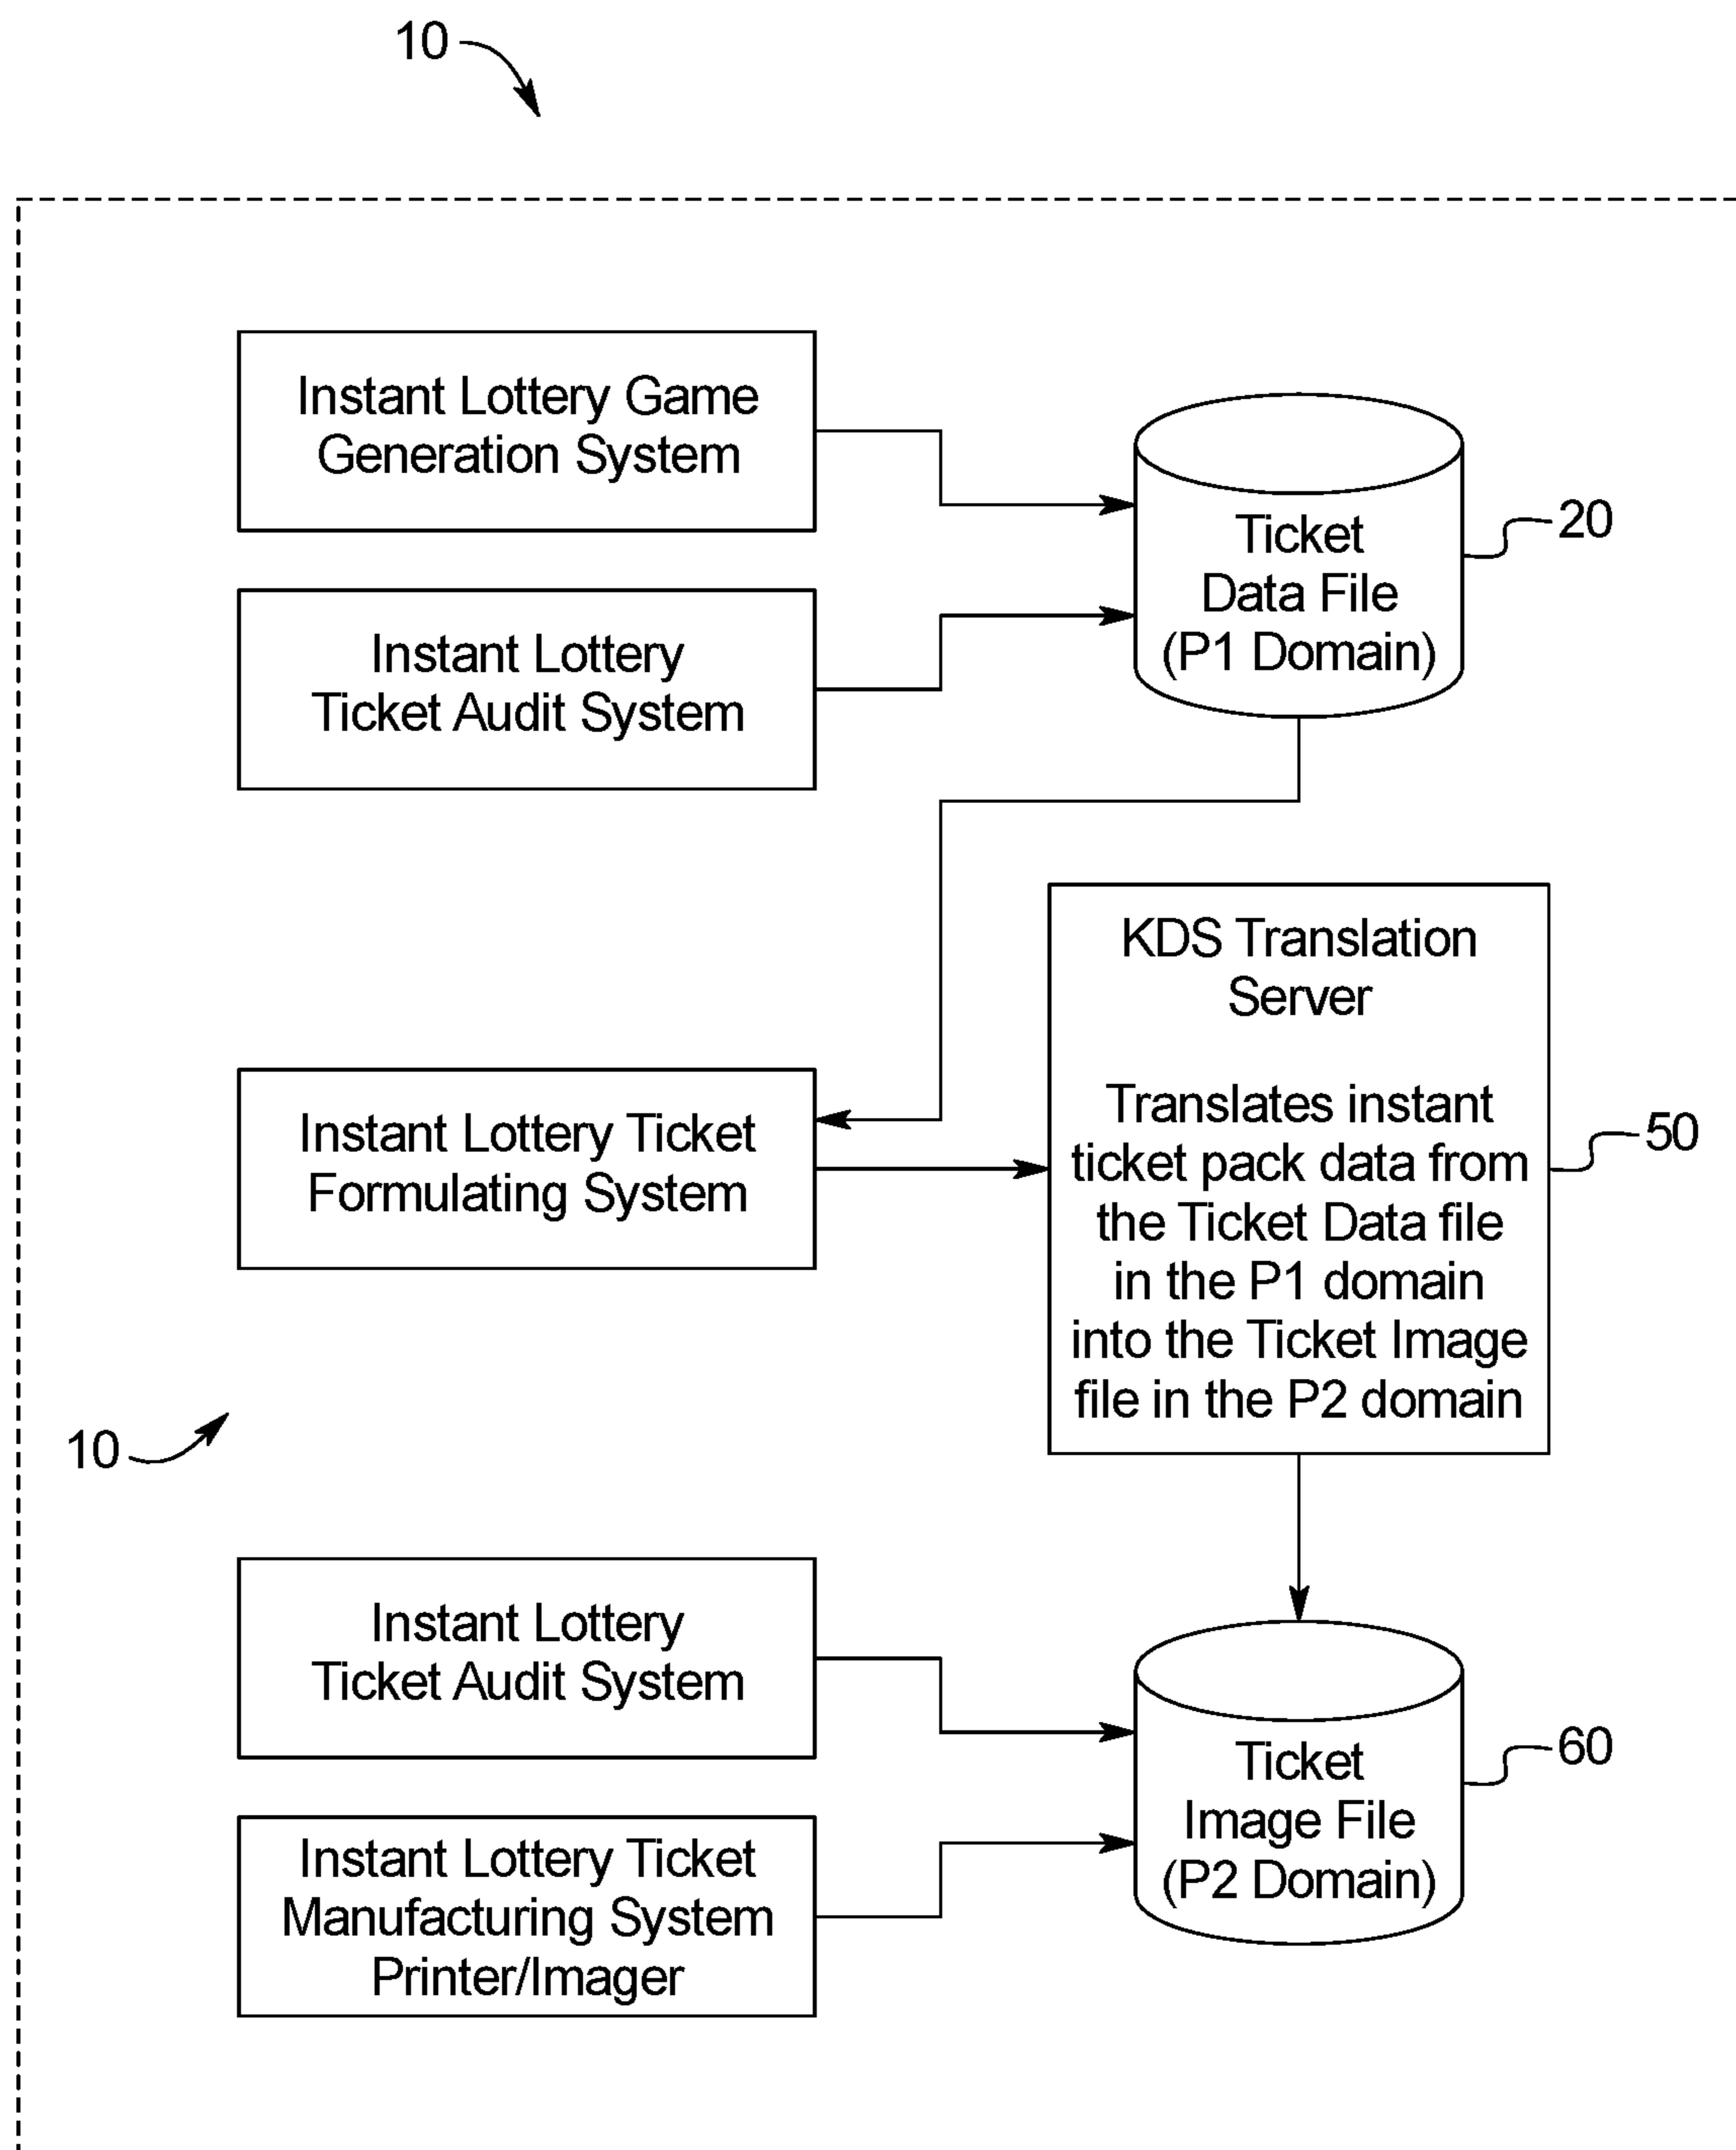 10
Instant Lottery Game
Generation System
Ticket
Data File
(P1 Domain)
20
Instant Lottery
Ticket Audit System
KDS Translation
Server
Translates instant
ticket pack data from
the Ticket Data file
in the P1 domain
into the Ticket Image
file in the P2 domain
50
Instant Lottery Ticket
Formulating System
10
Instant Lottery
Ticket Audit System
Ticket
Image File
(P2 Domain)
60
Instant Lottery Ticket
Manufacturing System
Printer/Imager